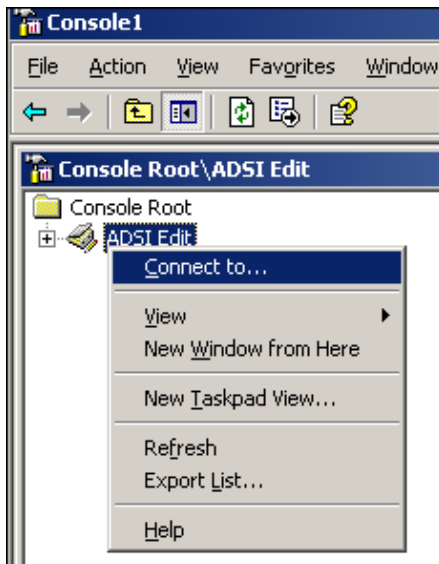 Console1
File Action View Favorites Window
Console Root\ADSI Edit
Console Root
ADSI Edit
Connect to...
View
New Window from Here
New Taskpad View...
Refresh
Export List...
Help